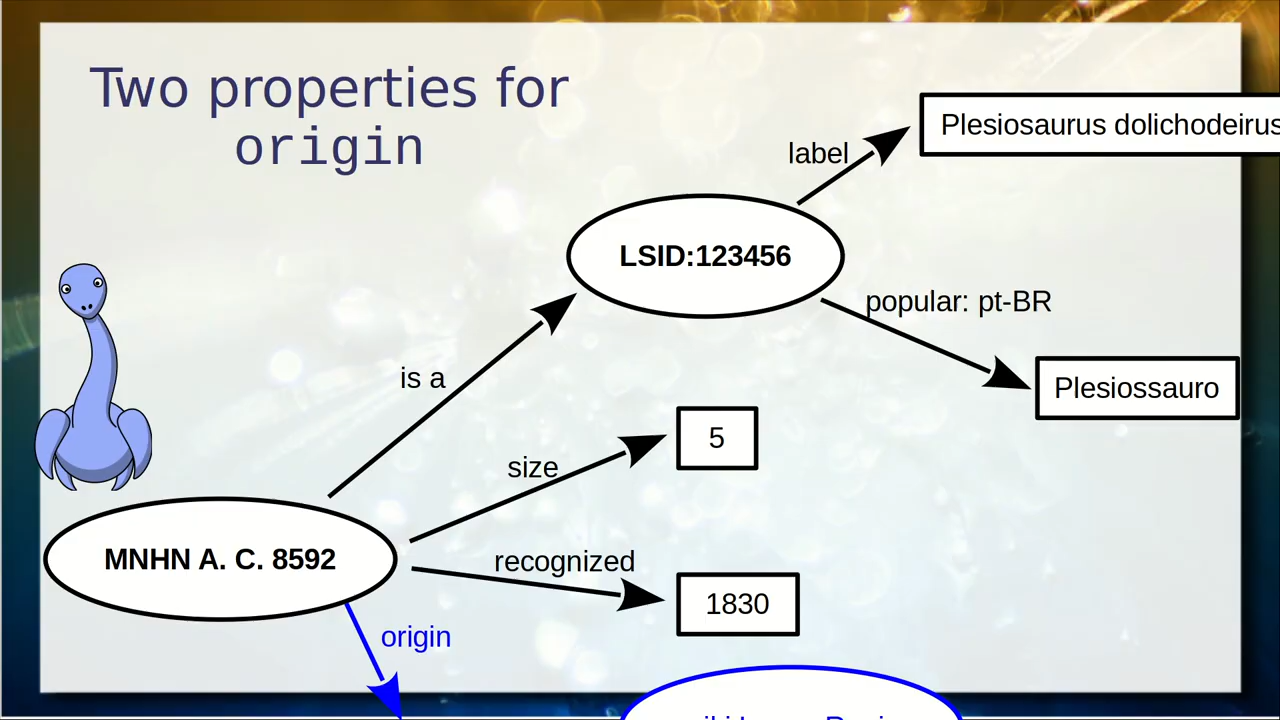 Two properties for
origin
Plesiosaurus dolichodeirus
label
LSID:123456
popular: pt-BR
is a
Plesiossauro
5
size
MNHN A. C. 8592
recognized
1830
origin